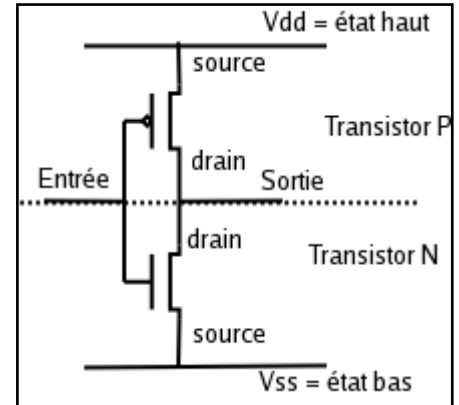 Vdd = état haut
source
Transistor P
drain
Entrée
Sortie
drain
Transistor N
source
Vss = état bas